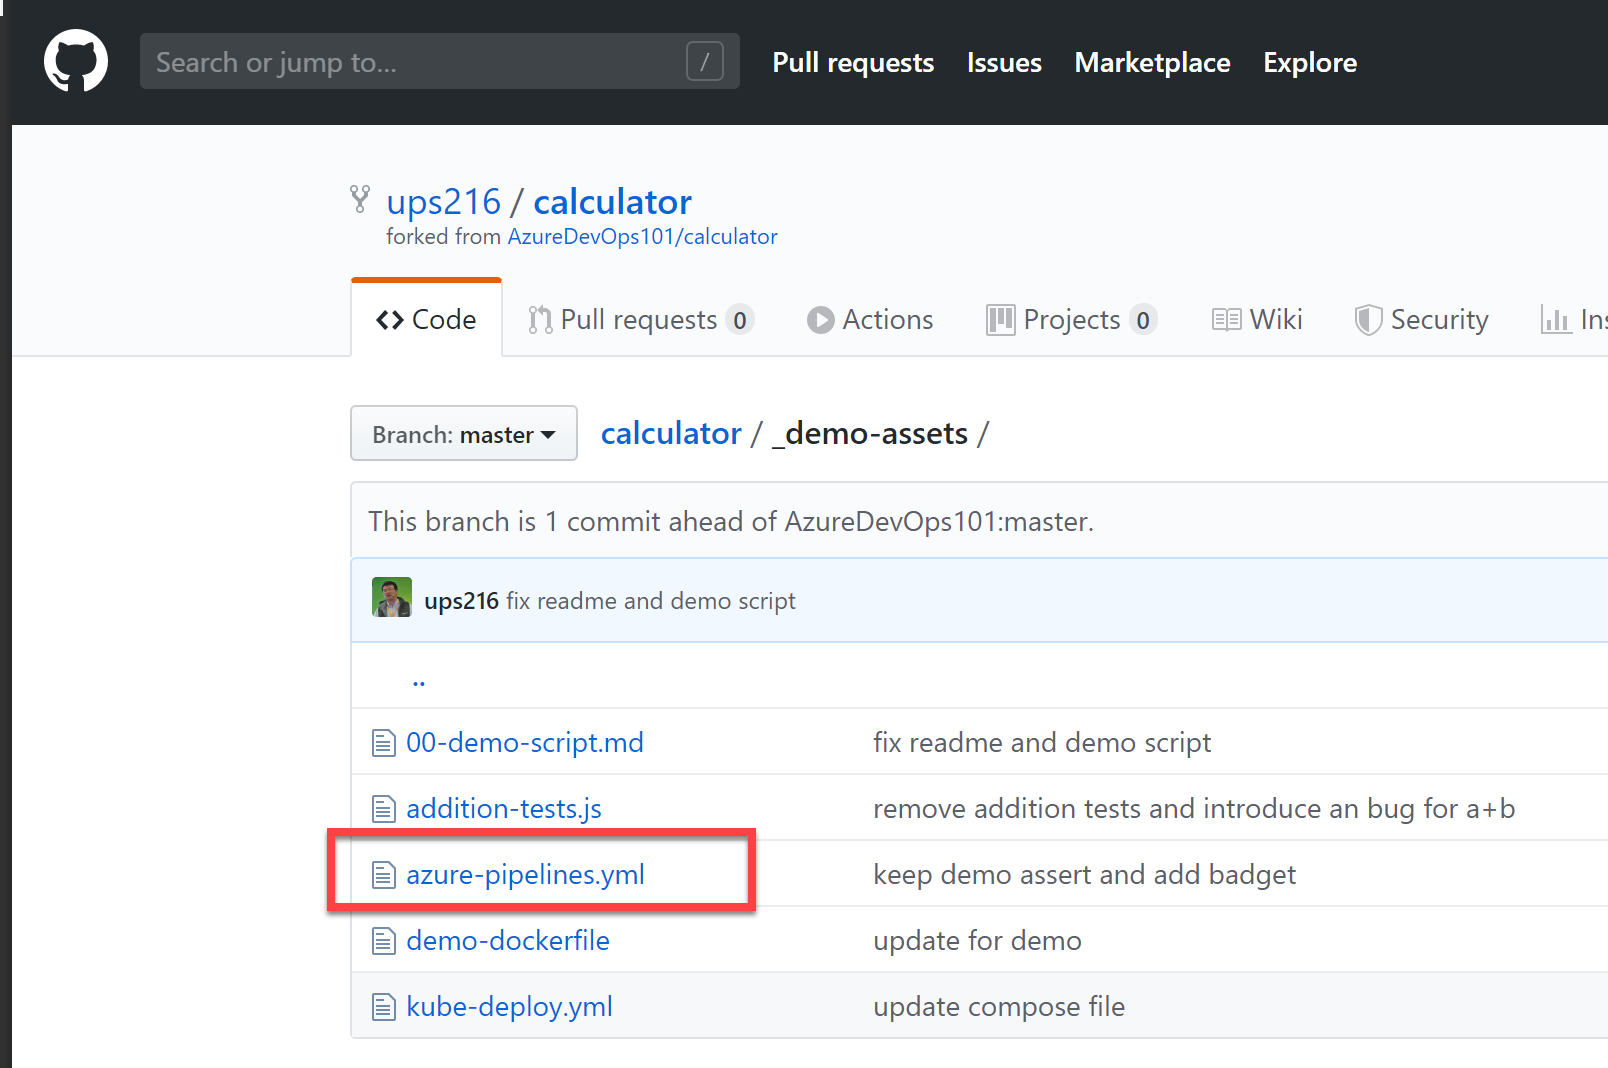 Search or jump to... /
Pull requests Issues Marketplace Explore
ups216 / calculator
forked from AzureDevOps101/calculator
Code Pull requests 0 Actions Projects 0 Wiki Security
Branch: master calculator / _demo-assets /
This branch is 1 commit ahead of AzureDevOps101:master.
ups216 fix readme and demo script
..
00-demo-script.md fix readme and demo script
addition-tests.js remove addition tests and introduce an bug for a+b
azure-pipelines.yml keep demo assert and add badget
demo-dockerfile update for demo
kube-deploy.yml update compose file